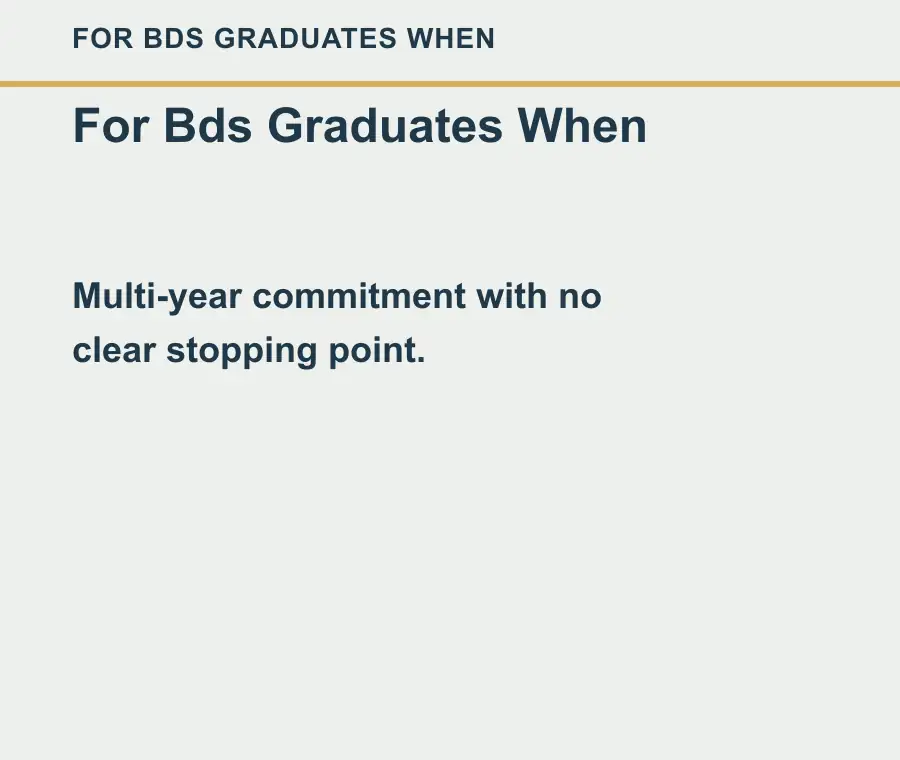 FOR BDS GRADUATES WHEN
For Bds Graduates When
Multi-year commitment with no
clear stopping point.